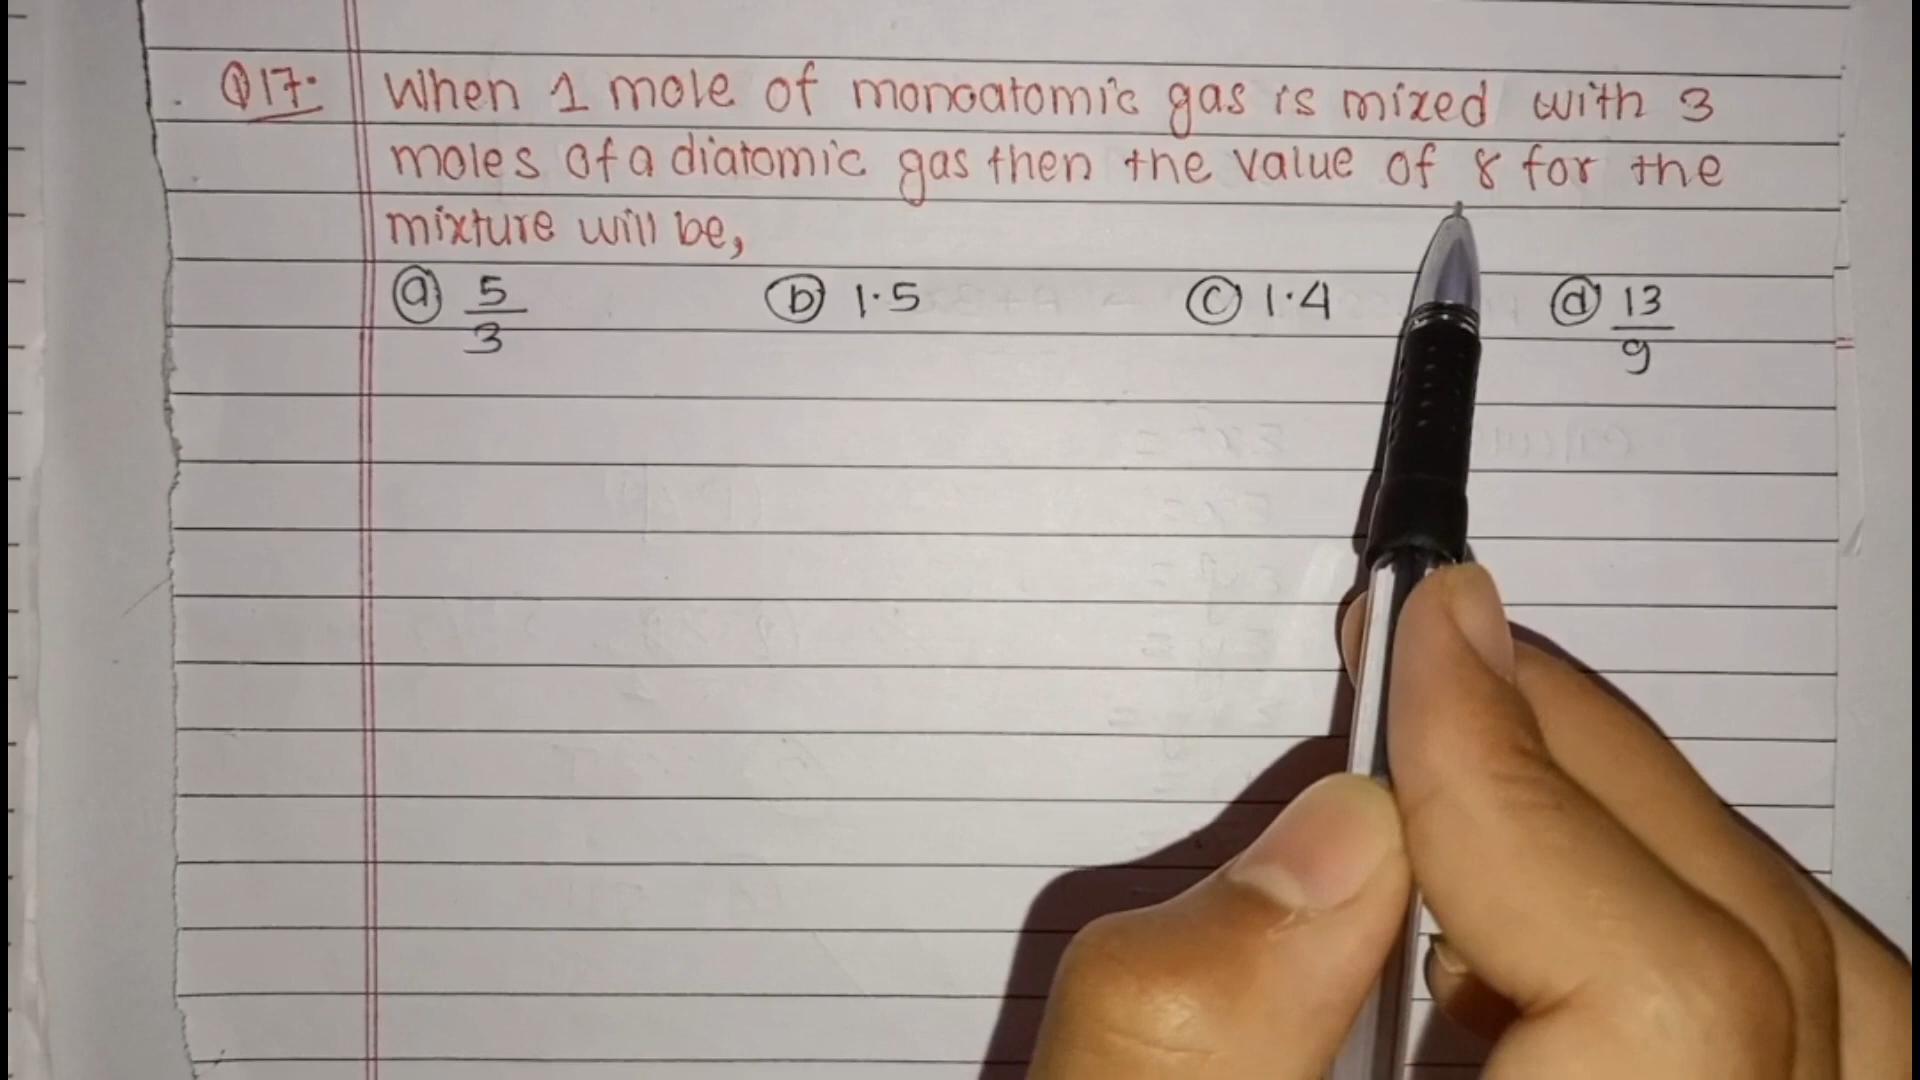 Q17. When 1 mole of monoatomic gas is mixed with 3
moles of a diatomic gas then the value of γ for the
mixture will be,
ⓐ 5/3 ⓑ 1.5 ⓒ 1.4 ⓓ 13/9